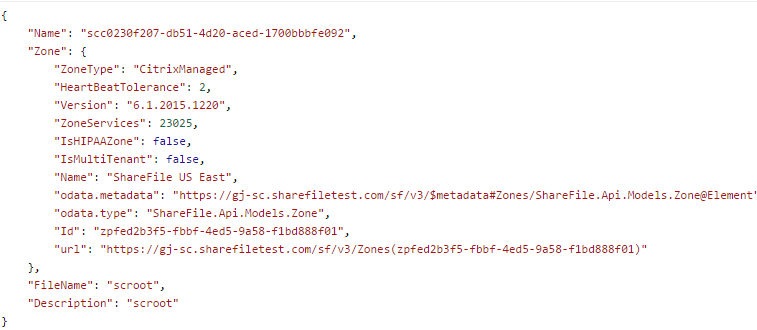 {
"Name": "scc0230f207-db51-4d20-aced-1700bbbfe092",
"Zone": {
"ZoneType": "CitrixManaged",
"HeartBeatTolerance": 2,
"Version": "6.1.2015.1220",
"ZoneServices": 23025,
"IsHIPAAZone": false,
"IsMultiTenant": false,
"Name": "ShareFile US East",
"odata.metadata": "https://gj-sc.sharefiletest.com/sf/v3/$metadata#Zones/ShareFile.Api.Models.Zone@Element"
"odata.type": "ShareFile.Api.Models.Zone",
"Id": "zpfed2b3f5-fbbf-4ed5-9a58-f1bd888f01",
"url": "https://gj-sc.sharefiletest.com/sf/v3/Zones(zpfed2b3f5-fbbf-4ed5-9a58-f1bd888f01)"
},
"FileName": "scroot",
"Description": "scroot"
}